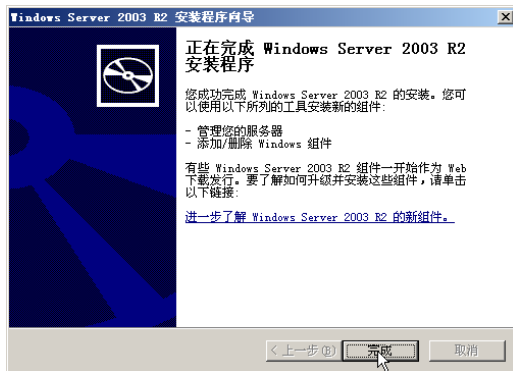 Windows Server 2003 R2 安装程序向导
正在完成 Windows Server 2003 R2
安装程序
您成功完成 Windows Server 2003 R2 的安装。您可
以使用以下所列的工具安装新的组件:
- 管理您的服务器
- 添加/删除 Windows 组件
有些 Windows Server 2003 R2 组件一开始作为 Web
下载发行。要了解如何升级并安装这些组件，请单击
以下链接:
进一步了解 Windows Server 2003 R2 的新组件。
< 上一步(B)
完成
取消